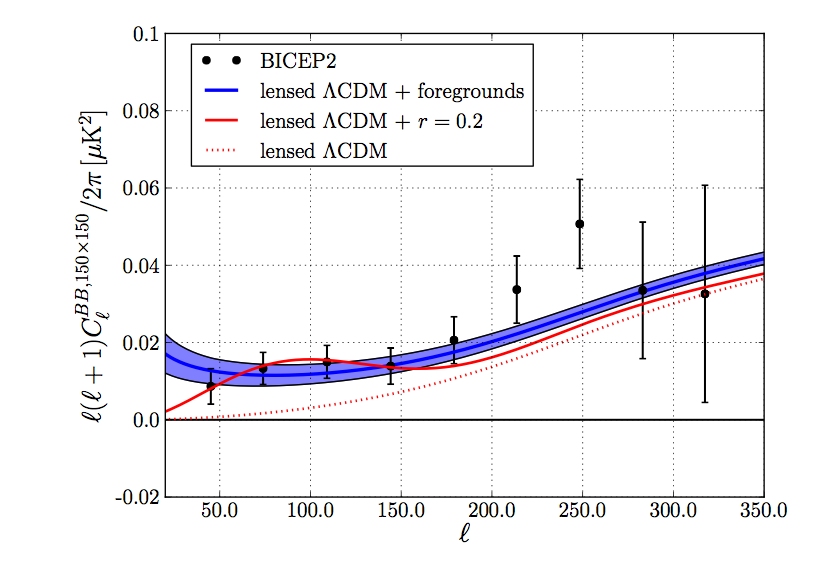 BICEP2
lensed ΛCDM + foregrounds
lensed ΛCDM + r = 0.2
lensed ΛCDM
ℓ(ℓ + 1)C_ℓ^{BB,150×150}/2π [μK²]
0.1
0.08
0.06
0.04
0.02
0.0
-0.02
50.0 100.0 150.0 200.0 250.0 300.0 350.0
ℓ